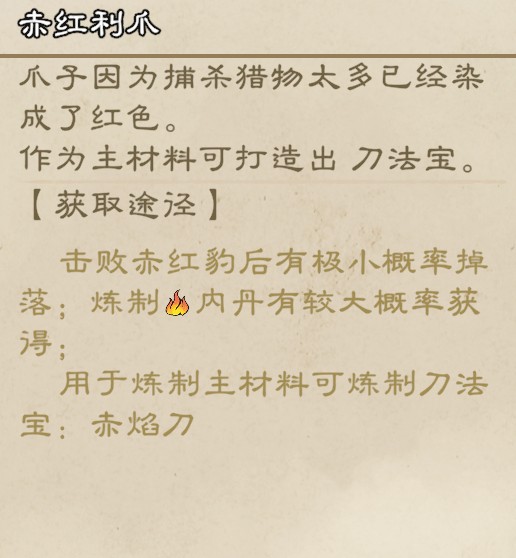 赤红利爪
爪子因为捕杀猎物太多已经染
成了红色。
作为主材料可打造出 刀法宝。
【获取途径】
击败赤红豹后有极小概率掉
落；炼制🔥内丹有较大概率获
得；
用于炼制主材料可炼制刀法
宝：赤焰刀